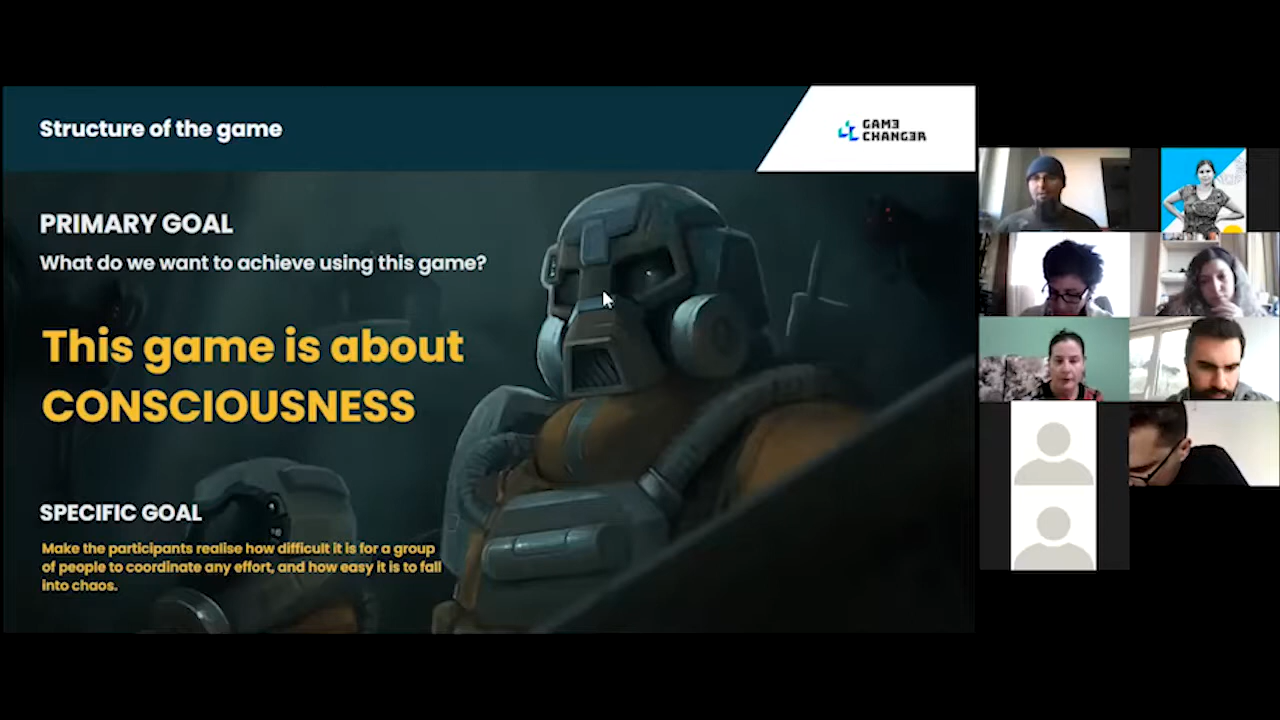 Structure of the game
GAMƎ
CHANGƎR
PRIMARY GOAL
What do we want to achieve using this game?
This game is about
CONSCIOUSNESS
SPECIFIC GOAL
Make the participants realise how difficult it is for a group
of people to coordinate any effort, and how easy it is to fall
into chaos.